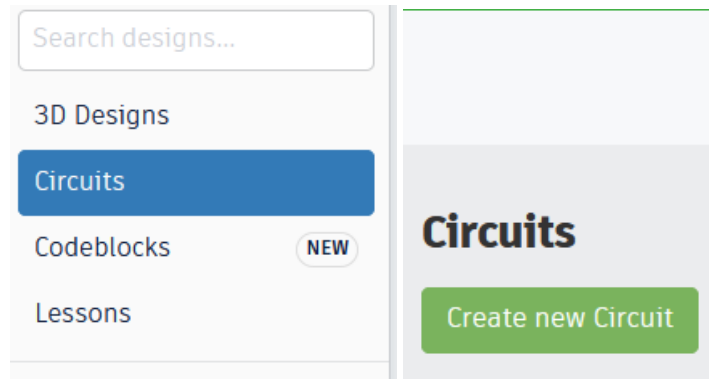 Search designs...
3D Designs
Circuits
Codeblocks NEW
Lessons
Circuits
Create new Circuit